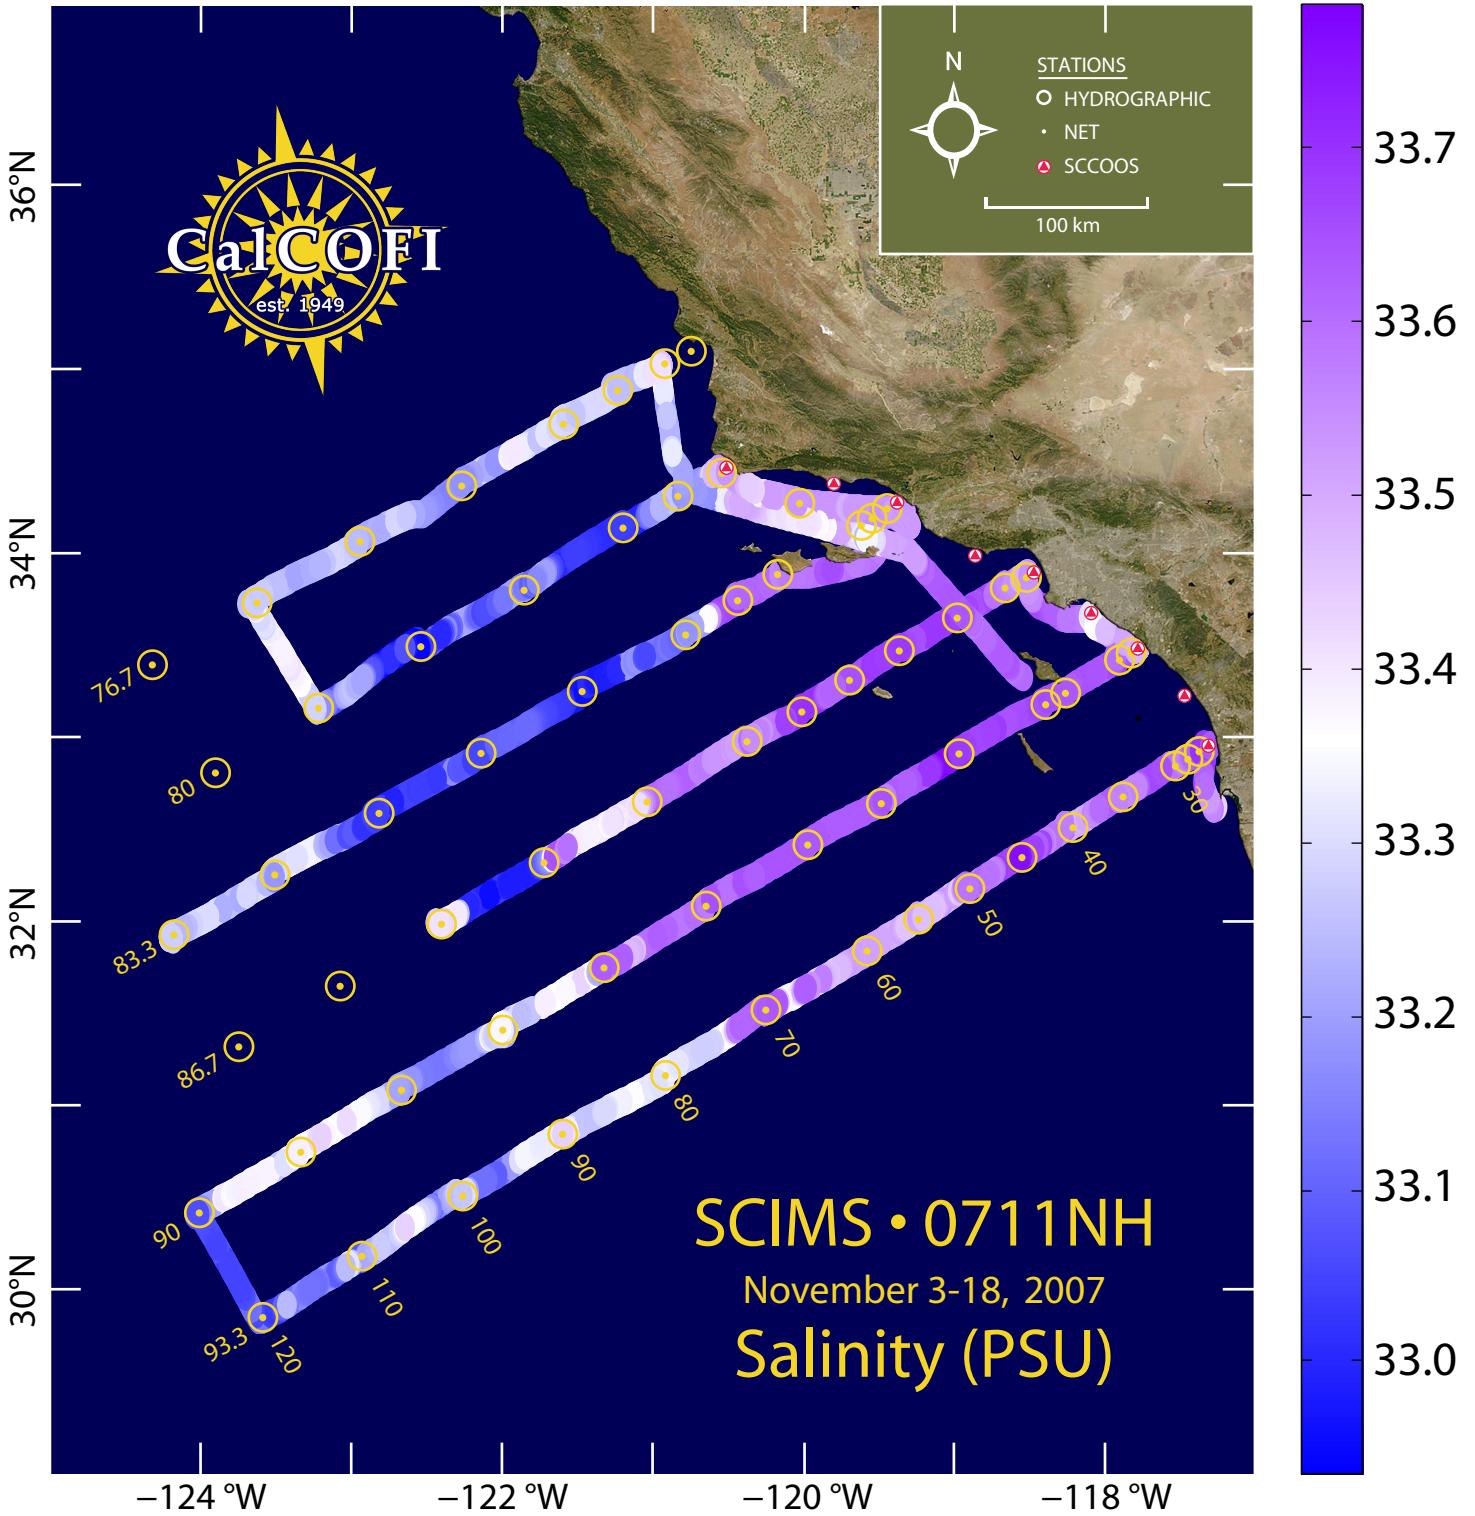 N
STATIONS
HYDROGRAPHIC
NET
SCCOOS
100 km
CalCOFI
est. 1949
36°N
34°N
32°N
30°N
76.7
80
83.3
86.7
90
93.3
30
40
50
60
70
80
90
100
110
120
SCIMS • 0711NH
November 3-18, 2007
Salinity (PSU)
−124 °W
−122 °W
−120 °W
−118 °W
33.7
33.6
33.5
33.4
33.3
33.2
33.1
33.0